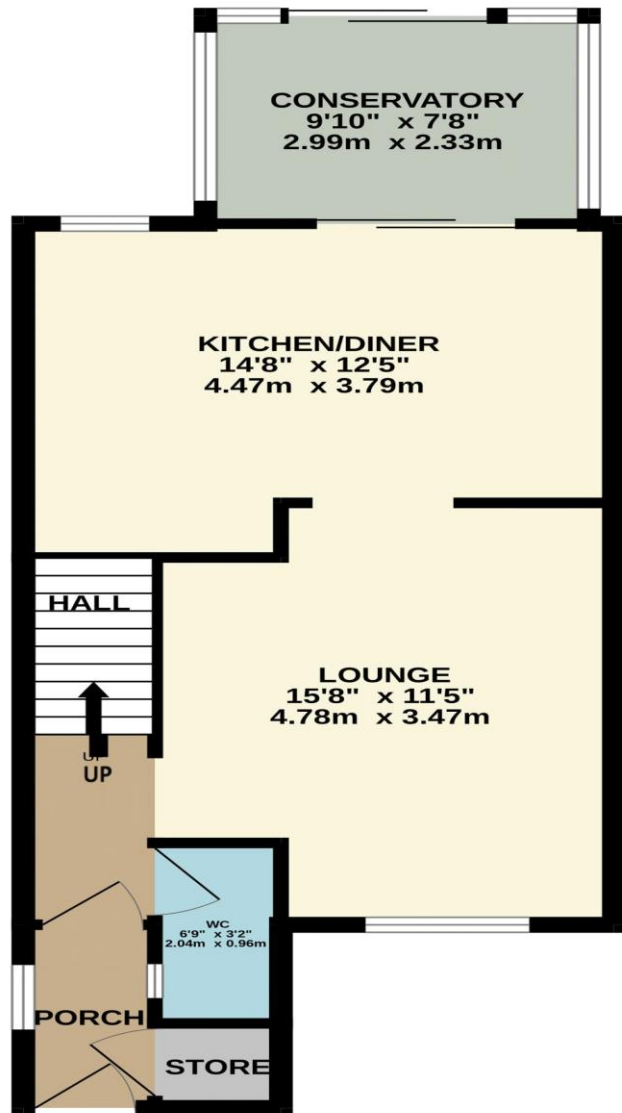 CONSERVATORY
9'10" x 7'8"
2.99m x 2.33m
KITCHEN/DINER
14'8" x 12'5"
4.47m x 3.79m
HALL
LOUNGE
15'8" x 11'5"
4.78m x 3.47m
UP
UP
WC
6'9" x 3'2"
2.04m x 0.96m
PORCH
STORE